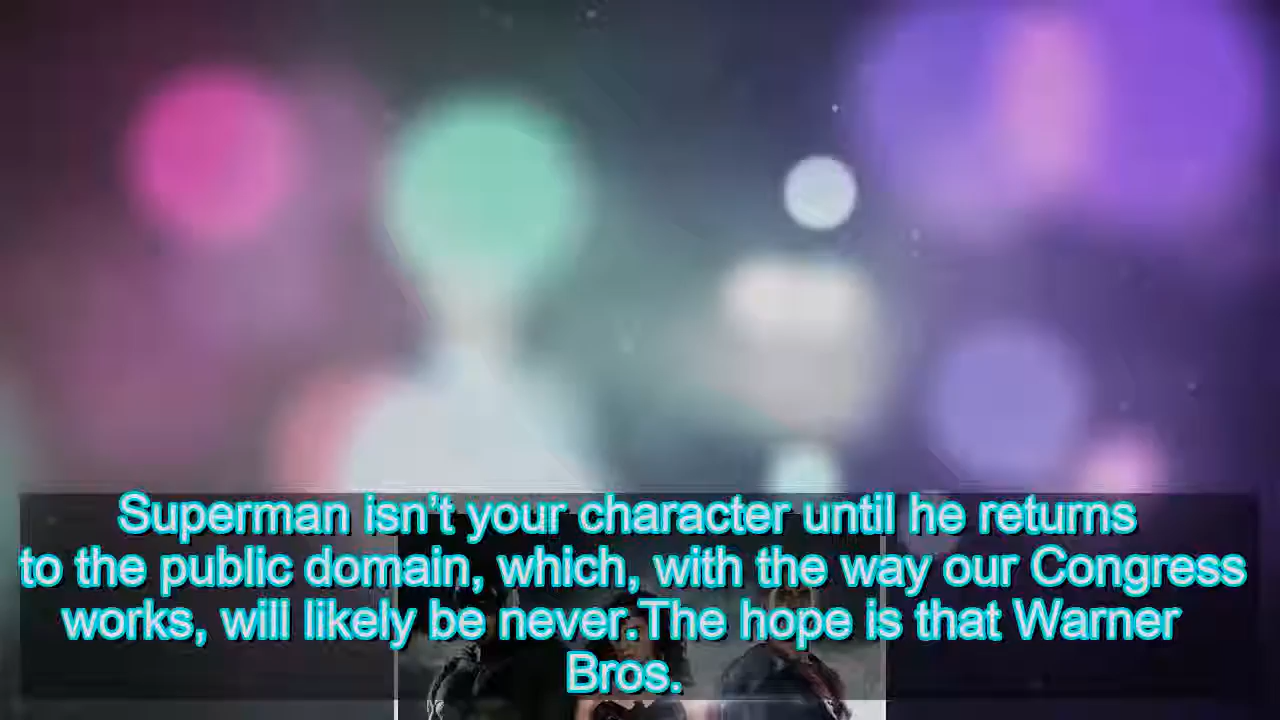 Superman isn’t your character until he returns
to the public domain, which, with the way our Congress
works, will likely be never.The hope is that Warner
Bros.